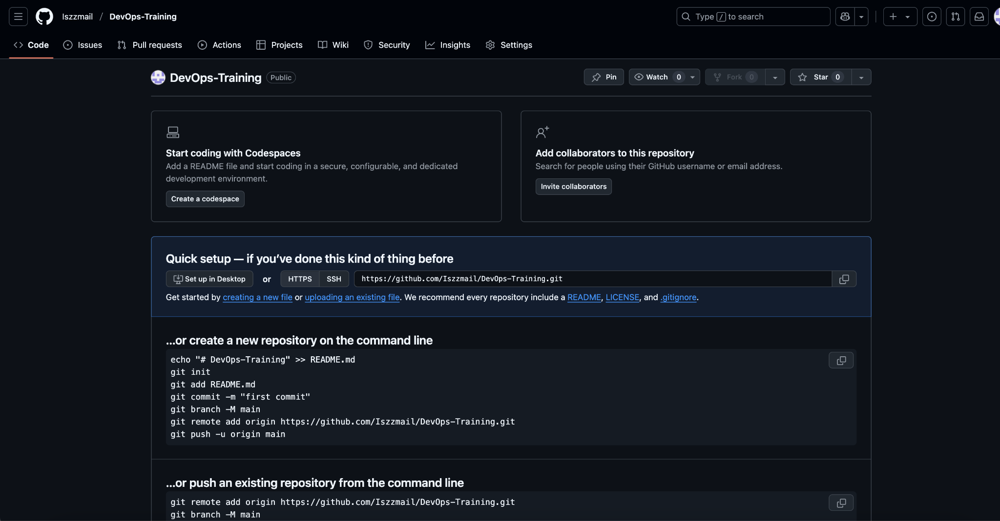 Iszzmail / DevOps-Training
Type / to search
Code
Issues
Pull requests
Actions
Projects
Wiki
Security
Insights
Settings
DevOps-Training Public
Pin
Watch 0
Fork 0
Star 0
Start coding with Codespaces
Add a README file and start coding in a secure, configurable, and dedicated
development environment.
Create a codespace
Add collaborators to this repository
Search for people using their GitHub username or email address.
Invite collaborators
Quick setup — if you’ve done this kind of thing before
Set up in Desktop or HTTPS SSH https://github.com/Iszzmail/DevOps-Training.git
Get started by creating a new file or uploading an existing file. We recommend every repository include a README, LICENSE, and .gitignore.
…or create a new repository on the command line
echo "# DevOps-Training" >> README.md
git init
git add README.md
git commit -m "first commit"
git branch -M main
git remote add origin https://github.com/Iszzmail/DevOps-Training.git
git push -u origin main
…or push an existing repository from the command line
git remote add origin https://github.com/Iszzmail/DevOps-Training.git
git branch -M main